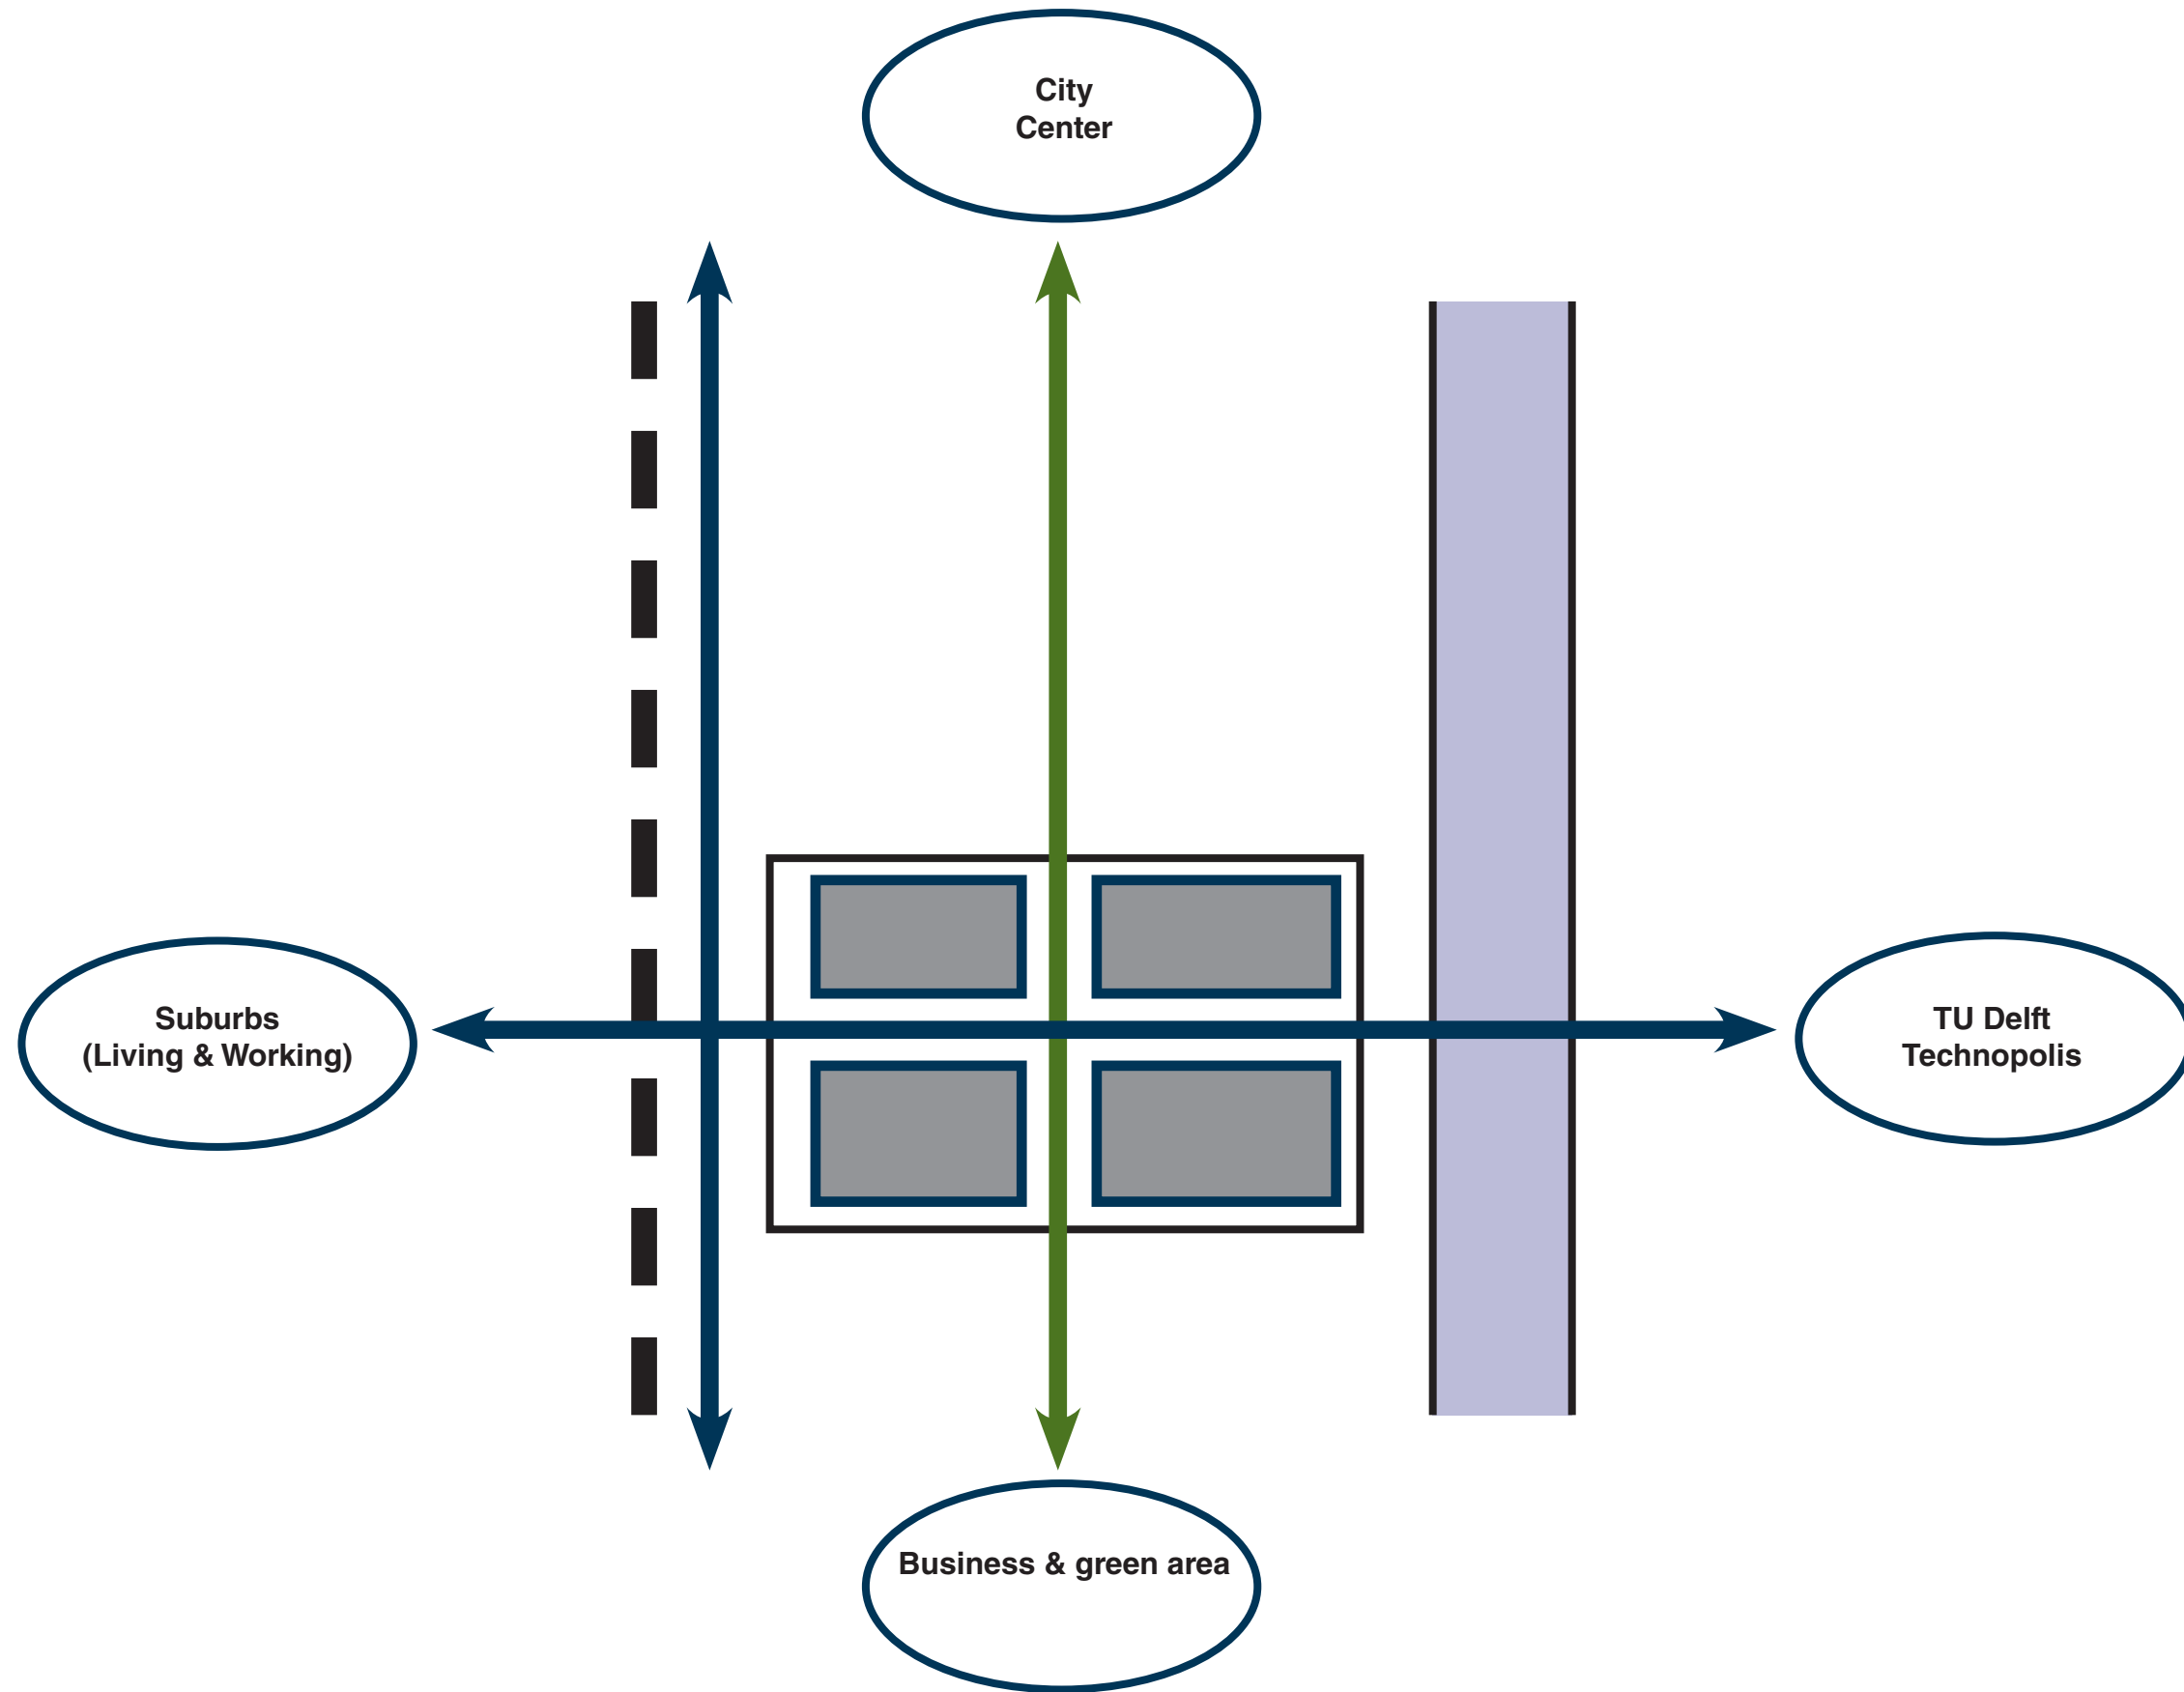 City
Center
Suburbs
(Living & Working)
TU Delft
Technopolis
Business & green area